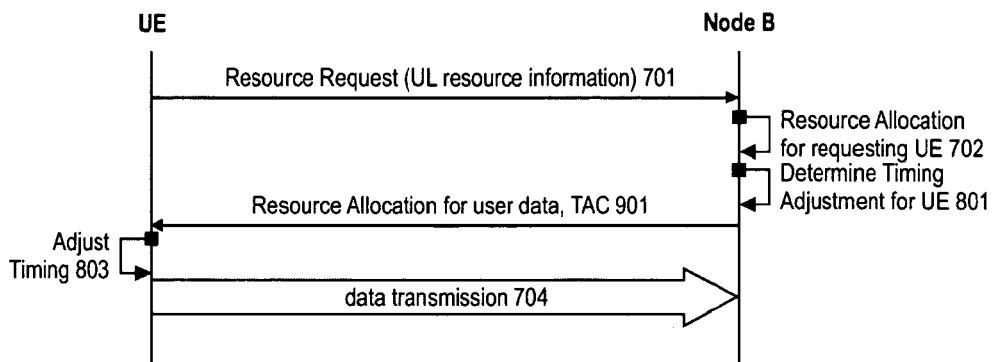 UE
Node B
Resource Request (UL resource information) 701
Resource Allocation
for requesting UE 702
Determine Timing
Adjustment for UE 801
Resource Allocation for user data, TAC 901
Adjust
Timing 803
data transmission 704